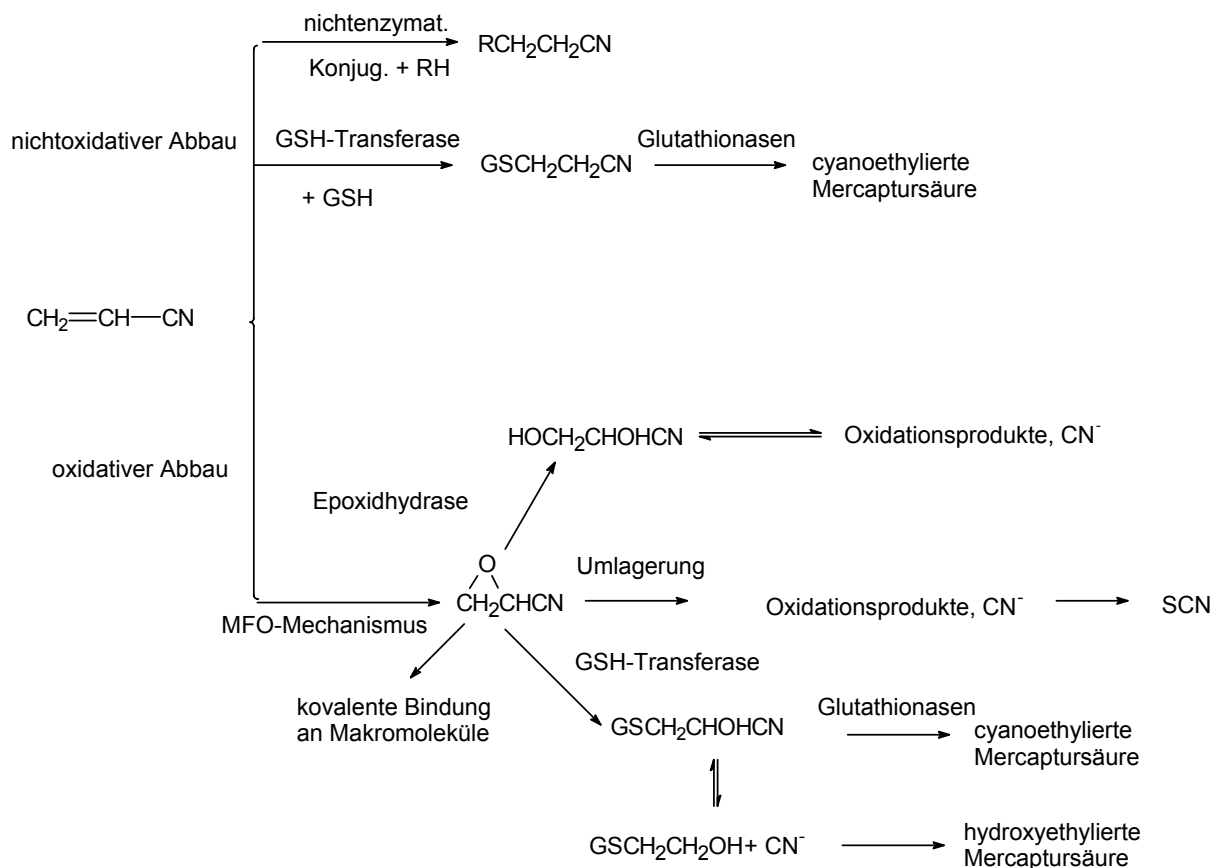 nichtenzymat.
RCH₂CH₂CN
Konjug. + RH
nichtoxidativer Abbau
GSH-Transferase
GSCH₂CH₂CN
Glutathionasen
cyanoethylierte
Mercaptursäure
+ GSH
CH₂=CH—CN
HOCH₂CHOHCN
Oxidationsprodukte, CN⁻
oxidativer Abbau
Epoxidhydrase
O
CH₂CHCN
Umlagerung
Oxidationsprodukte, CN⁻
SCN
MFO-Mechanismus
GSH-Transferase
kovalente Bindung
an Makromoleküle
GSCH₂CHOHCN
Glutathionasen
cyanoethylierte
Mercaptursäure
GSCH₂CH₂OH+ CN⁻
hydroxyethylierte
Mercaptursäure